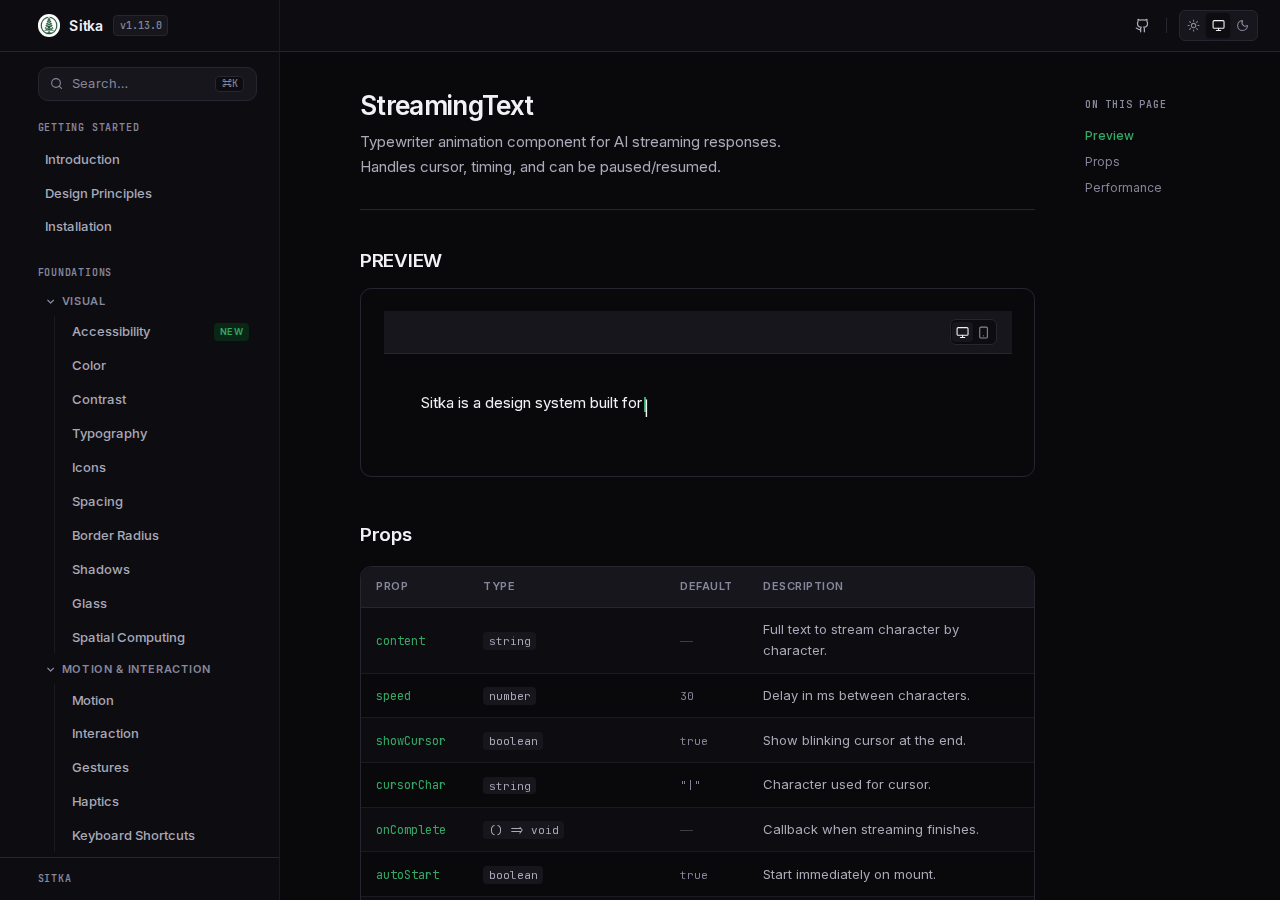 Sitka v1.13.0
Search... ⌘K
GETTING STARTED
Introduction
Design Principles
Installation
FOUNDATIONS
VISUAL
Accessibility NEW
Color
Contrast
Typography
Icons
Spacing
Border Radius
Shadows
Glass
Spatial Computing
MOTION & INTERACTION
Motion
Interaction
Gestures
Haptics
Keyboard Shortcuts
SITKA
StreamingText
Typewriter animation component for AI streaming responses.
Handles cursor, timing, and can be paused/resumed.
PREVIEW
Sitka is a design system built for|
Props
PROP TYPE DEFAULT DESCRIPTION
content string — Full text to stream character by
character.
speed number 30 Delay in ms between characters.
showCursor boolean true Show blinking cursor at the end.
cursorChar string "|" Character used for cursor.
onComplete () => void — Callback when streaming finishes.
autoStart boolean true Start immediately on mount.
ON THIS PAGE
Preview
Props
Performance